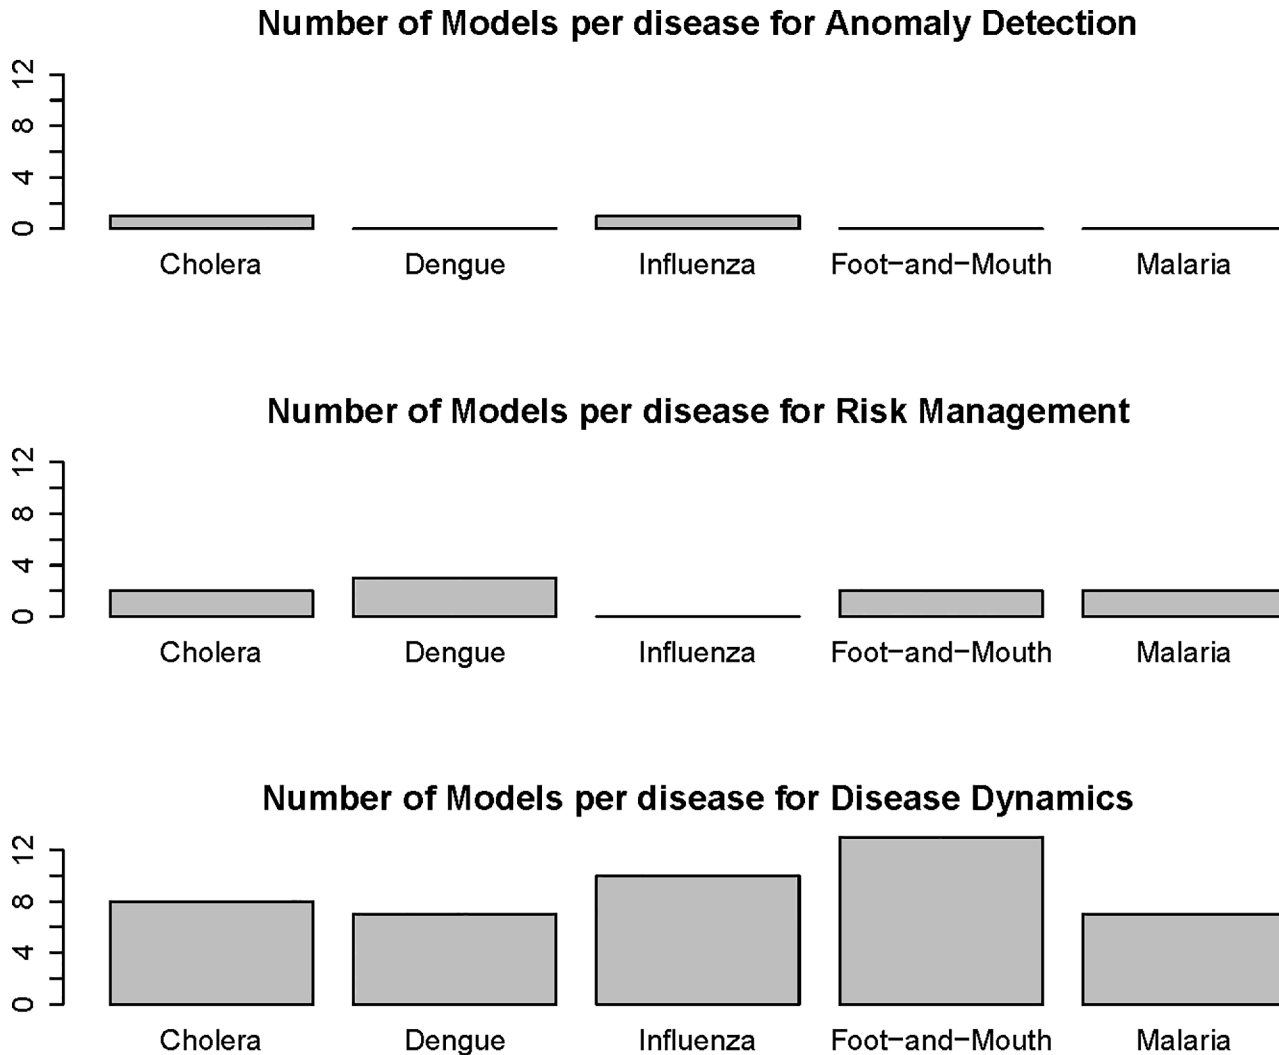 Number of Models per disease for Anomaly Detection
12
8
4
0
Cholera Dengue Influenza Foot-and-Mouth Malaria
Number of Models per disease for Risk Management
12
8
4
0
Cholera Dengue Influenza Foot-and-Mouth Malaria
Number of Models per disease for Disease Dynamics
12
8
4
0
Cholera Dengue Influenza Foot-and-Mouth Malaria